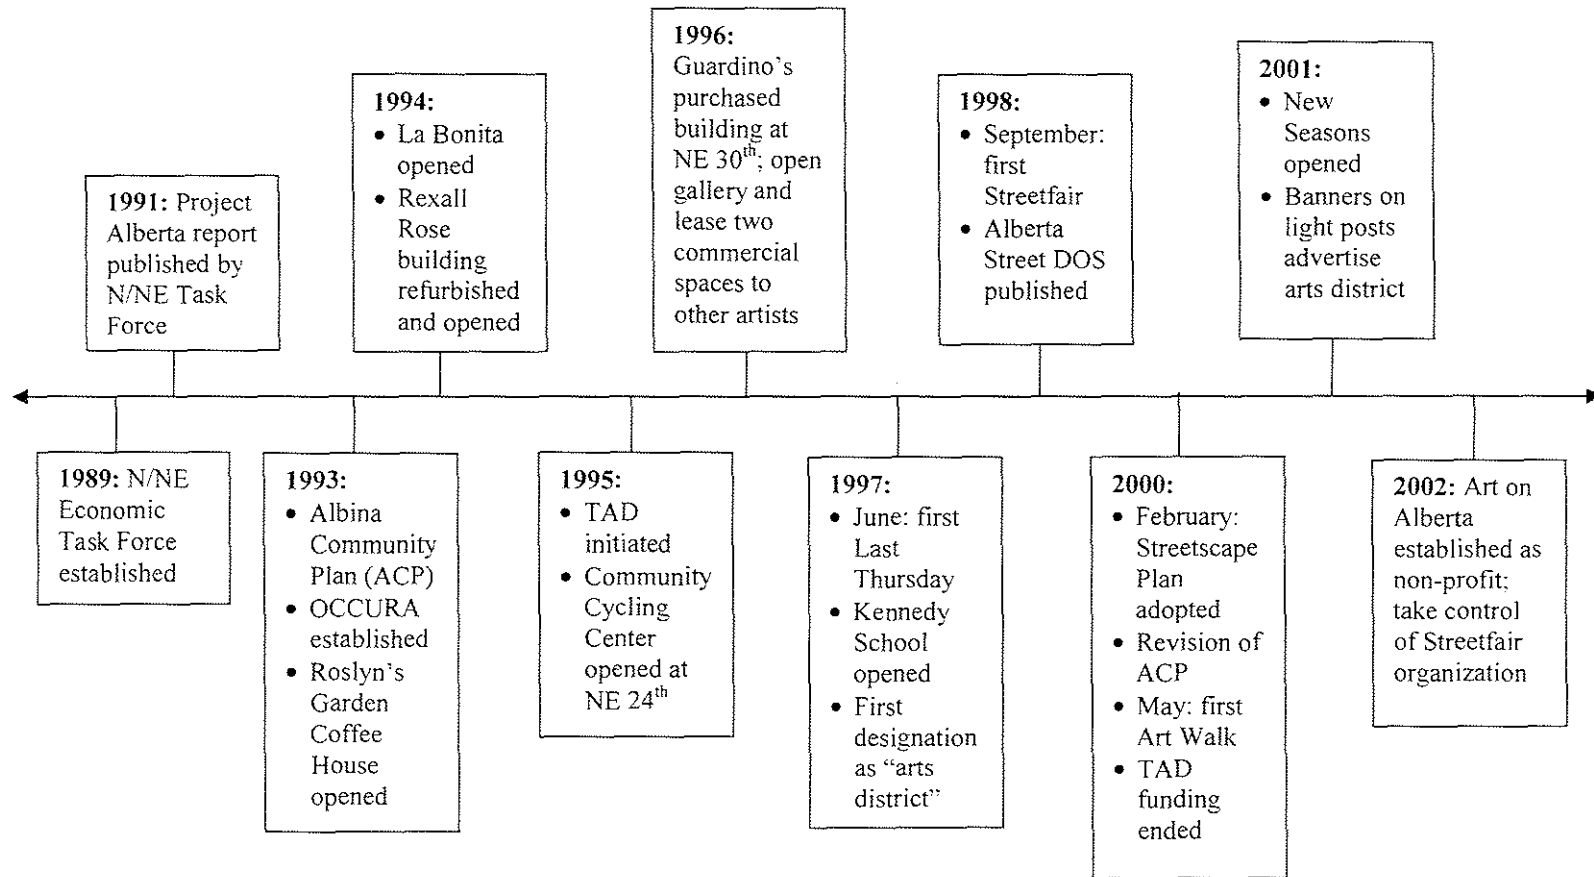 1991: Project
Alberta report
published by
N/NE Task
Force
1994:
• La Bonita
opened
• Rexall
Rose
building
refurbished
and opened
1996:
Guardino's
purchased
building at
NE 30th; open
gallery and
lease two
commercial
spaces to
other artists
1998:
• September:
first
Streetfair
• Alberta
Street DOS
published
2001:
• New
Seasons
opened
• Banners on
light posts
advertise
arts district
1989: N/NE
Economic
Task Force
established
1993:
• Albina
Community
Plan (ACP)
• OCCURA
established
• Roslyn's
Garden
Coffee
House
opened
1995:
• TAD
initiated
• Community
Cycling
Center
opened at
NE 24th
1997:
• June: first
Last
Thursday
• Kennedy
School
opened
• First
designation
as "arts
district"
2000:
• February:
Streetscape
Plan
adopted
• Revision of
ACP
• May: first
Art Walk
• TAD
funding
ended
2002: Art on
Alberta
established as
non-profit;
take control
of Streetfair
organization